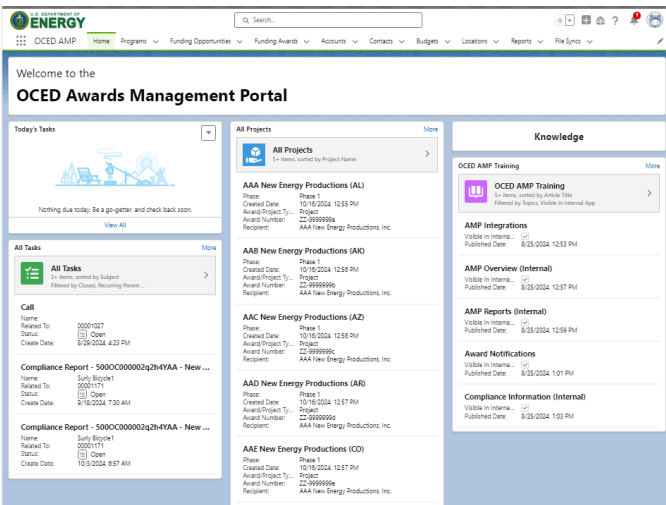 U.S. DEPARTMENT OF
ENERGY
Search...
OCED AMP
Home
Programs
Funding Opportunities
Funding Awards
Accounts
Contacts
Budgets
Locations
Reports
File Syncs
Welcome to the
OCED Awards Management Portal
Today's Tasks
Nothing due today. Be a go-getter, and check back soon.
View All
All Tasks
More
All Tasks
3+ items, sorted by Subject
Filtered by Closed, Recurring Parent ...
Call
Name:
Related To: 00001027
Status: Open
Create Date: 8/29/2024, 4:23 PM
Compliance Report - 500OC000002q2h4YAA - New ...
Name: Surly Bicycle1
Related To: 00001171
Status: Open
Create Date: 9/18/2024, 7:30 AM
Compliance Report - 500OC000002q2h4YAA - New ...
Name: Surly Bicycle1
Related To: 00001171
Status: Open
Create Date: 10/3/2024, 6:57 AM
All Projects
More
All Projects
5+ items, sorted by Project Name
AAA New Energy Productions (AL)
Phase: Phase 1
Created Date: 10/16/2024, 12:55 PM
Award/Project Ty... Project
Award Number: ZZ-9999999a
Recipient: AAA New Energy Productions, Inc.
AAB New Energy Productions (AK)
Phase: Phase 1
Created Date: 10/16/2024, 12:56 PM
Award/Project Ty... Project
Award Number: ZZ-9999999b
Recipient: AAA New Energy Productions, Inc.
AAC New Energy Productions (AZ)
Phase: Phase 1
Created Date: 10/16/2024, 12:56 PM
Award/Project Ty... Project
Award Number: ZZ-9999999c
Recipient: AAA New Energy Productions, Inc.
AAD New Energy Productions (AR)
Phase: Phase 1
Created Date: 10/16/2024, 12:57 PM
Award/Project Ty... Project
Award Number: ZZ-9999999d
Recipient: AAA New Energy Productions, Inc.
AAE New Energy Productions (CO)
Phase: Phase 1
Created Date: 10/16/2024, 12:57 PM
Award/Project Ty... Project
Award Number: ZZ-9999999e
Recipient: AAA New Energy Productions, Inc.
Knowledge
OCED AMP Training
More
OCED AMP Training
5+ items, sorted by Article Title
Filtered by Topics, Visible In Internal App
AMP Integrations
Visible In Interna...
Published Date: 8/25/2024, 12:53 PM
AMP Overview (Internal)
Visible In Interna...
Published Date: 8/25/2024, 12:57 PM
AMP Reports (Internal)
Visible In Interna...
Published Date: 8/25/2024, 12:59 PM
Award Notifications
Visible In Interna...
Published Date: 8/25/2024, 1:01 PM
Compliance Information (Internal)
Visible In Interna...
Published Date: 8/25/2024, 1:03 PM